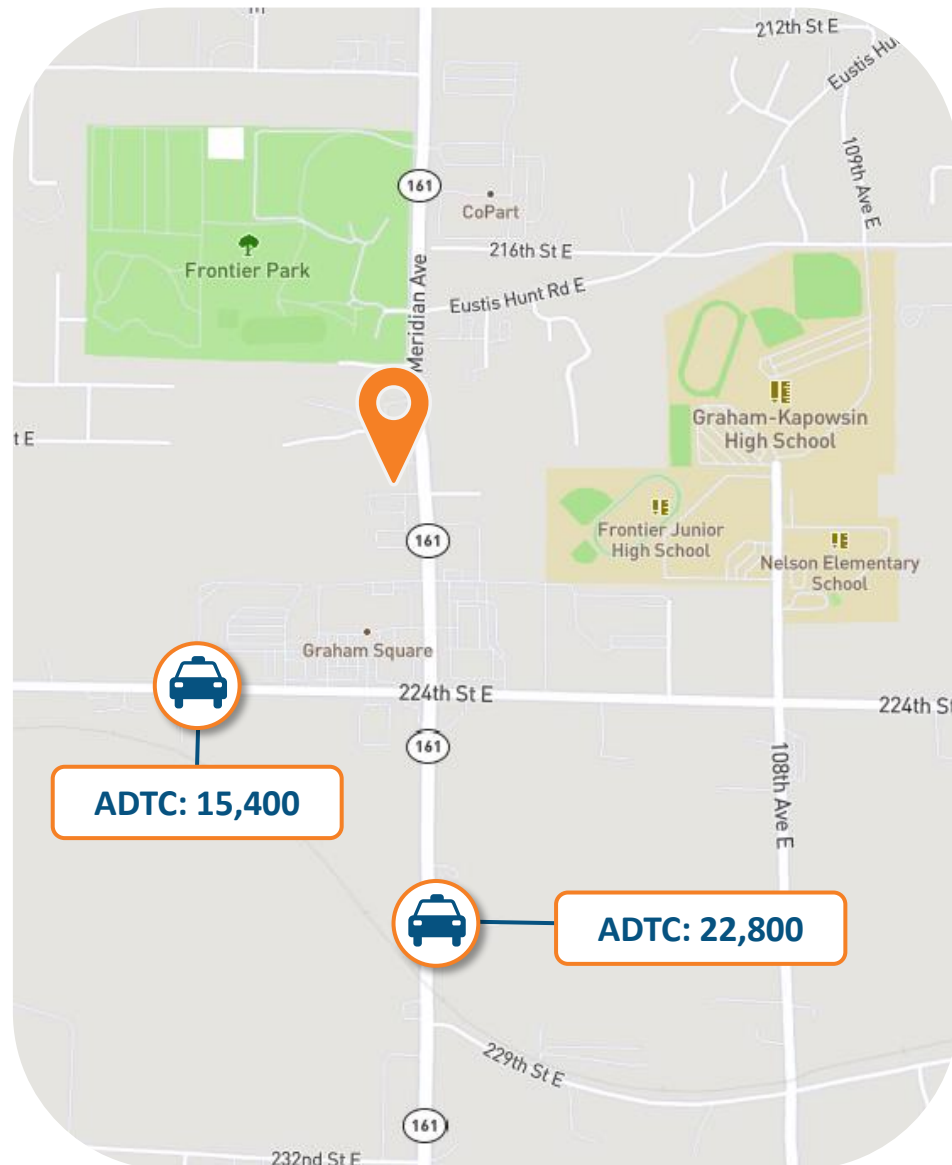 212th St E
Eustis Hu
109th Ave E
161
CoPart
216th St E
Frontier Park
Meridian Ave
Eustis Hunt Rd E
Graham-Kapowsin
High School
t E
161
Frontier Junior
High School
Nelson Elementary
School
Graham Square
224th St E
224th St
161
ADTC: 15,400
108th Ave E
ADTC: 22,800
229th St E
161
232nd St E